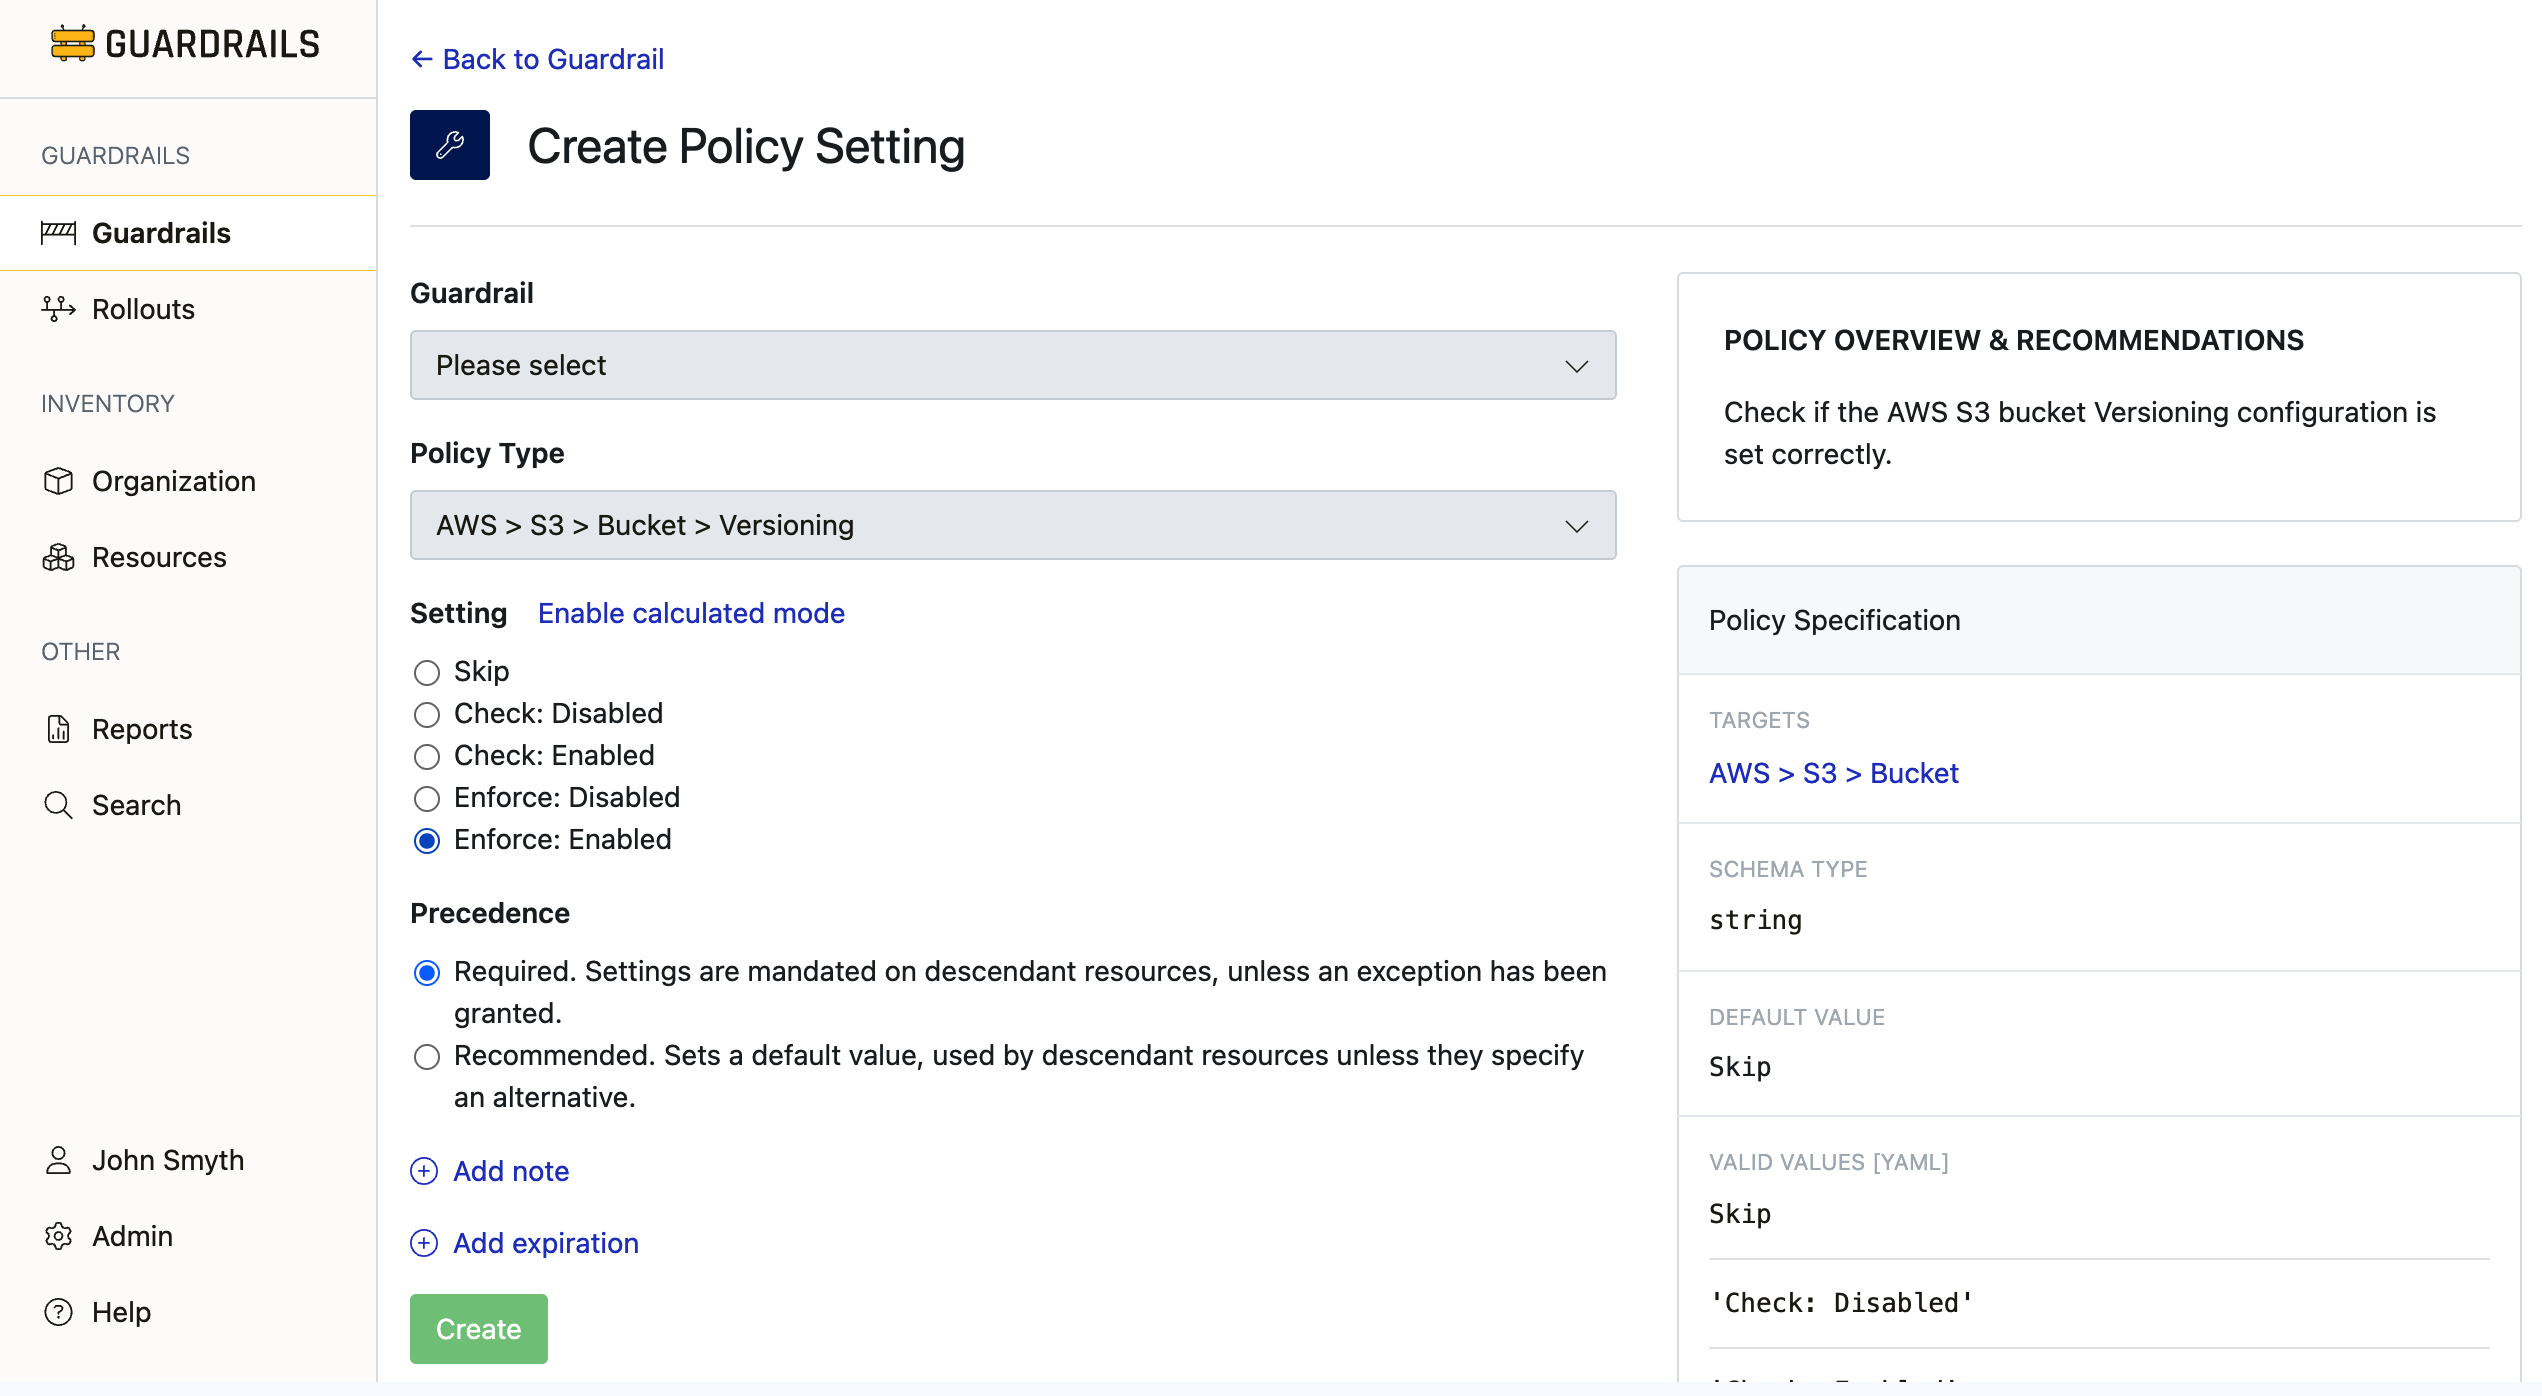 GUARDRAILS
GUARDRAILS
Guardrails
Rollouts
INVENTORY
Organization
Resources
OTHER
Reports
Search
John Smyth
Admin
Help
← Back to Guardrail
Create Policy Setting
Guardrail
Please select
Policy Type
AWS > S3 > Bucket > Versioning
Setting Enable calculated mode
Skip
Check: Disabled
Check: Enabled
Enforce: Disabled
Enforce: Enabled
Precedence
Required. Settings are mandated on descendant resources, unless an exception has been
granted.
Recommended. Sets a default value, used by descendant resources unless they specify
an alternative.
Add note
Add expiration
Create
POLICY OVERVIEW & RECOMMENDATIONS
Check if the AWS S3 bucket Versioning configuration is
set correctly.
Policy Specification
TARGETS
AWS > S3 > Bucket
SCHEMA TYPE
string
DEFAULT VALUE
Skip
VALID VALUES [YAML]
Skip
'Check: Disabled'